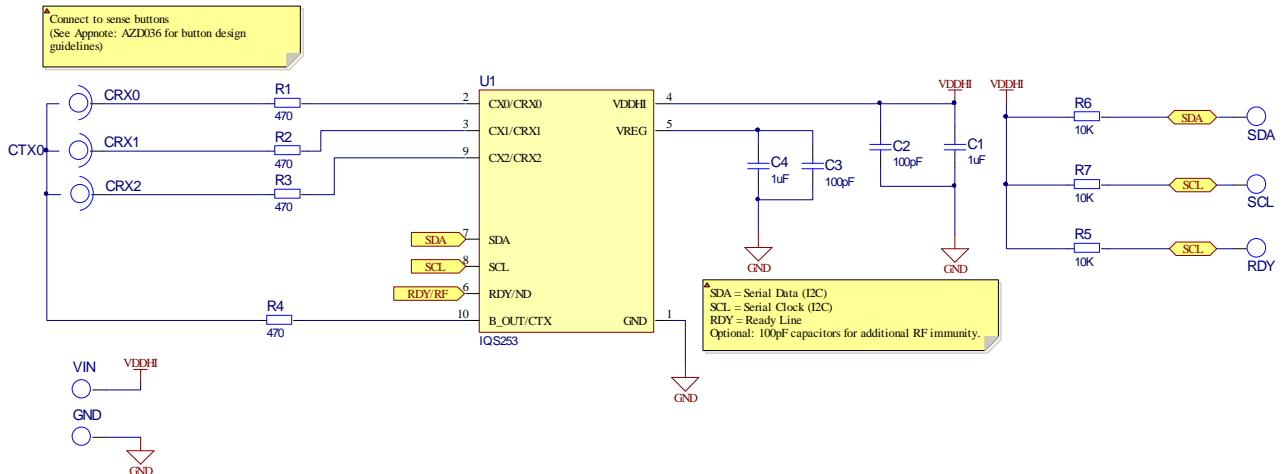 Connect to sense buttons
(See Appnote: AZD036 for button design
guidelines)
CTX0
CRX0
CRX1
CRX2
R1
470
R2
470
R3
470
R4
470
U1
2 CX0/CRX0
3 CX1/CRX1
9 CX2/CRX2
SDA 7 SDA
SCL 8 SCL
RDY/RF 6 RDY/ND
10 B_OUT/CTX
VDDHI 4
VREG 5
GND 1
IQS253
GND
C4
1uF
C3
100pF
GND
C2
100pF
VDDHI
C1
1uF
GND
VDDHI
R6
10K
SDA
SDA
R7
10K
SCL
SCL
R5
10K
SCL
RDY
SDA = Serial Data (I2C)
SCL = Serial Clock (I2C)
RDY = Ready Line
Optional: 100pF capacitors for additional RF immunity.
VIN
VDDHI
GND
GND